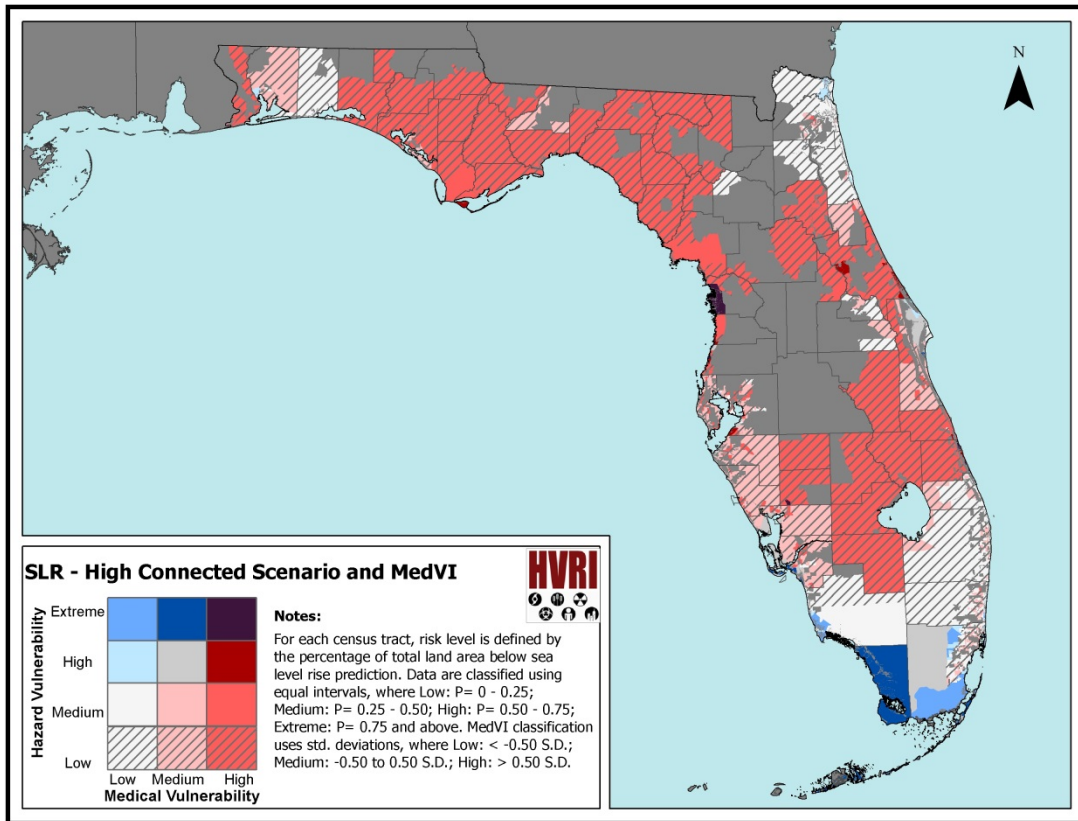 N
SLR - High Connected Scenario and MedVI
HVRI
Hazard Vulnerability
Extreme
High
Medium
Low
Low Medium High
Medical Vulnerability
Notes:
For each census tract, risk level is defined by
the percentage of total land area below sea
level rise prediction. Data are classified using
equal intervals, where Low: P= 0 - 0.25;
Medium: P= 0.25 - 0.50; High: P= 0.50 - 0.75;
Extreme: P= 0.75 and above. MedVI classification
uses std. deviations, where Low: < -0.50 S.D.;
Medium: -0.50 to 0.50 S.D.; High: > 0.50 S.D.